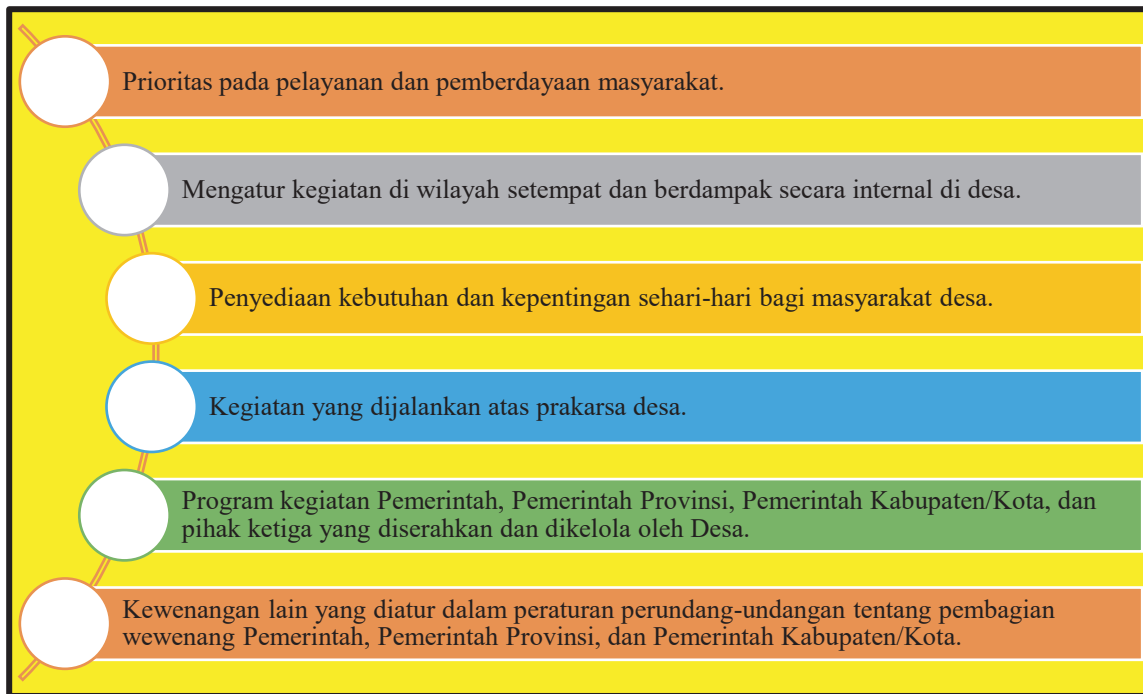 Prioritas pada pelayanan dan pemberdayaan masyarakat.
Mengatur kegiatan di wilayah setempat dan berdampak secara internal di desa.
Penyediaan kebutuhan dan kepentingan sehari-hari bagi masyarakat desa.
Kegiatan yang dijalankan atas prakarsa desa.
Program kegiatan Pemerintah, Pemerintah Provinsi, Pemerintah Kabupaten/Kota, dan
pihak ketiga yang diserahkan dan dikelola oleh Desa.
Kewenangan lain yang diatur dalam peraturan perundang-undangan tentang pembagian
wewenang Pemerintah, Pemerintah Provinsi, dan Pemerintah Kabupaten/Kota.